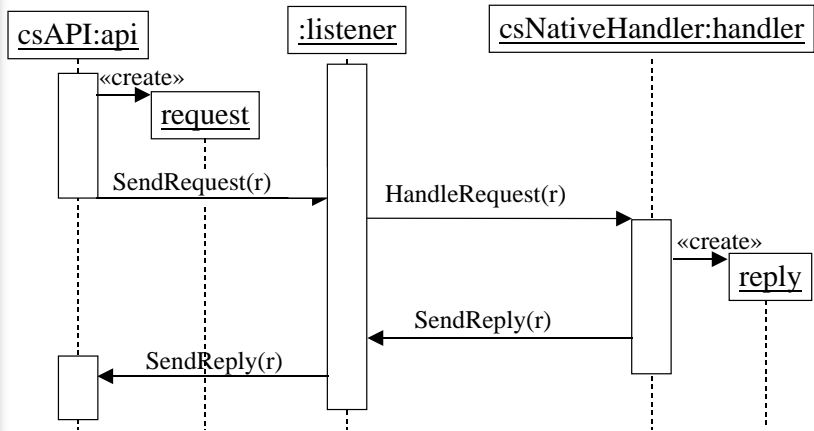 csAPI:api
:listener
csNativeHandler:handler
«create»
request
SendRequest(r)
HandleRequest(r)
«create»
reply
SendReply(r)
SendReply(r)